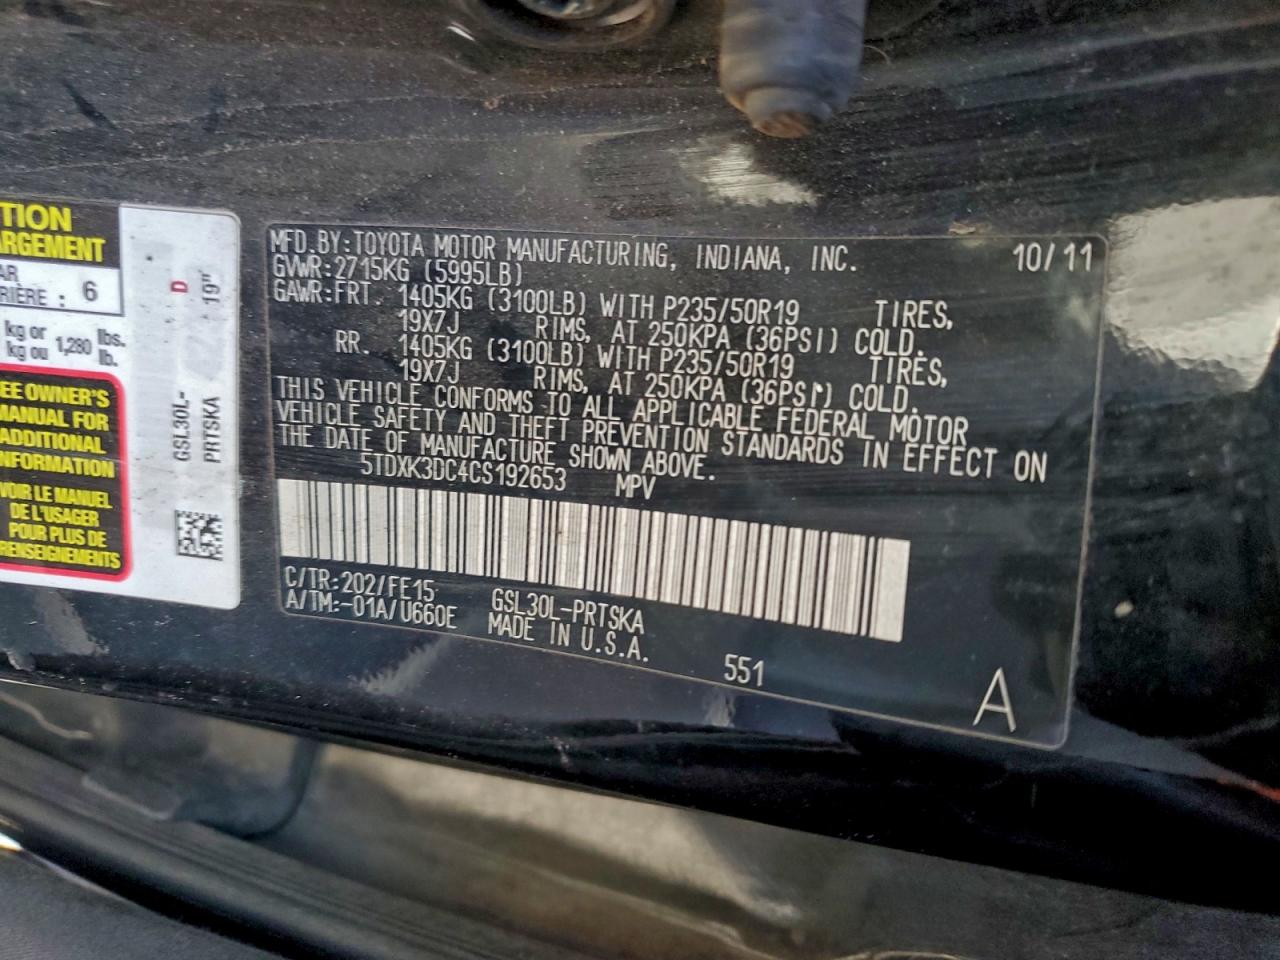 TION
ARGEMENT
AR
RIÈRE : 6
kg or 1,280 lbs.
kg ou lb.
EE OWNER'S
MANUAL FOR
ADDITIONAL
NFORMATION
VOIR LE MANUEL
DE L'USAGER
POUR PLUS DE
RENSEIGNEMENTS
D
19"
GSL30L-
PRTSKA
MFD.BY:TOYOTA MOTOR MANUFACTURING, INDIANA, INC. 10/11
GVWR:2715KG (5995LB)
GAWR:FRT. 1405KG (3100LB) WITH P235/50R19 TIRES,
19X7J RIMS, AT 250KPA (36PSI) COLD.
RR. 1405KG (3100LB) WITH P235/50R19 TIRES,
19X7J RIMS, AT 250KPA (36PSI) COLD.
THIS VEHICLE CONFORMS TO ALL APPLICABLE FEDERAL MOTOR
VEHICLE SAFETY AND THEFT PREVENTION STANDARDS IN EFFECT ON
THE DATE OF MANUFACTURE SHOWN ABOVE.
5TDXK3DC4CS192653 MPV
C/TR:202/FE15
A/TM:-01A/U660E
GSL30L-PRTSKA
MADE IN U.S.A.
551
A